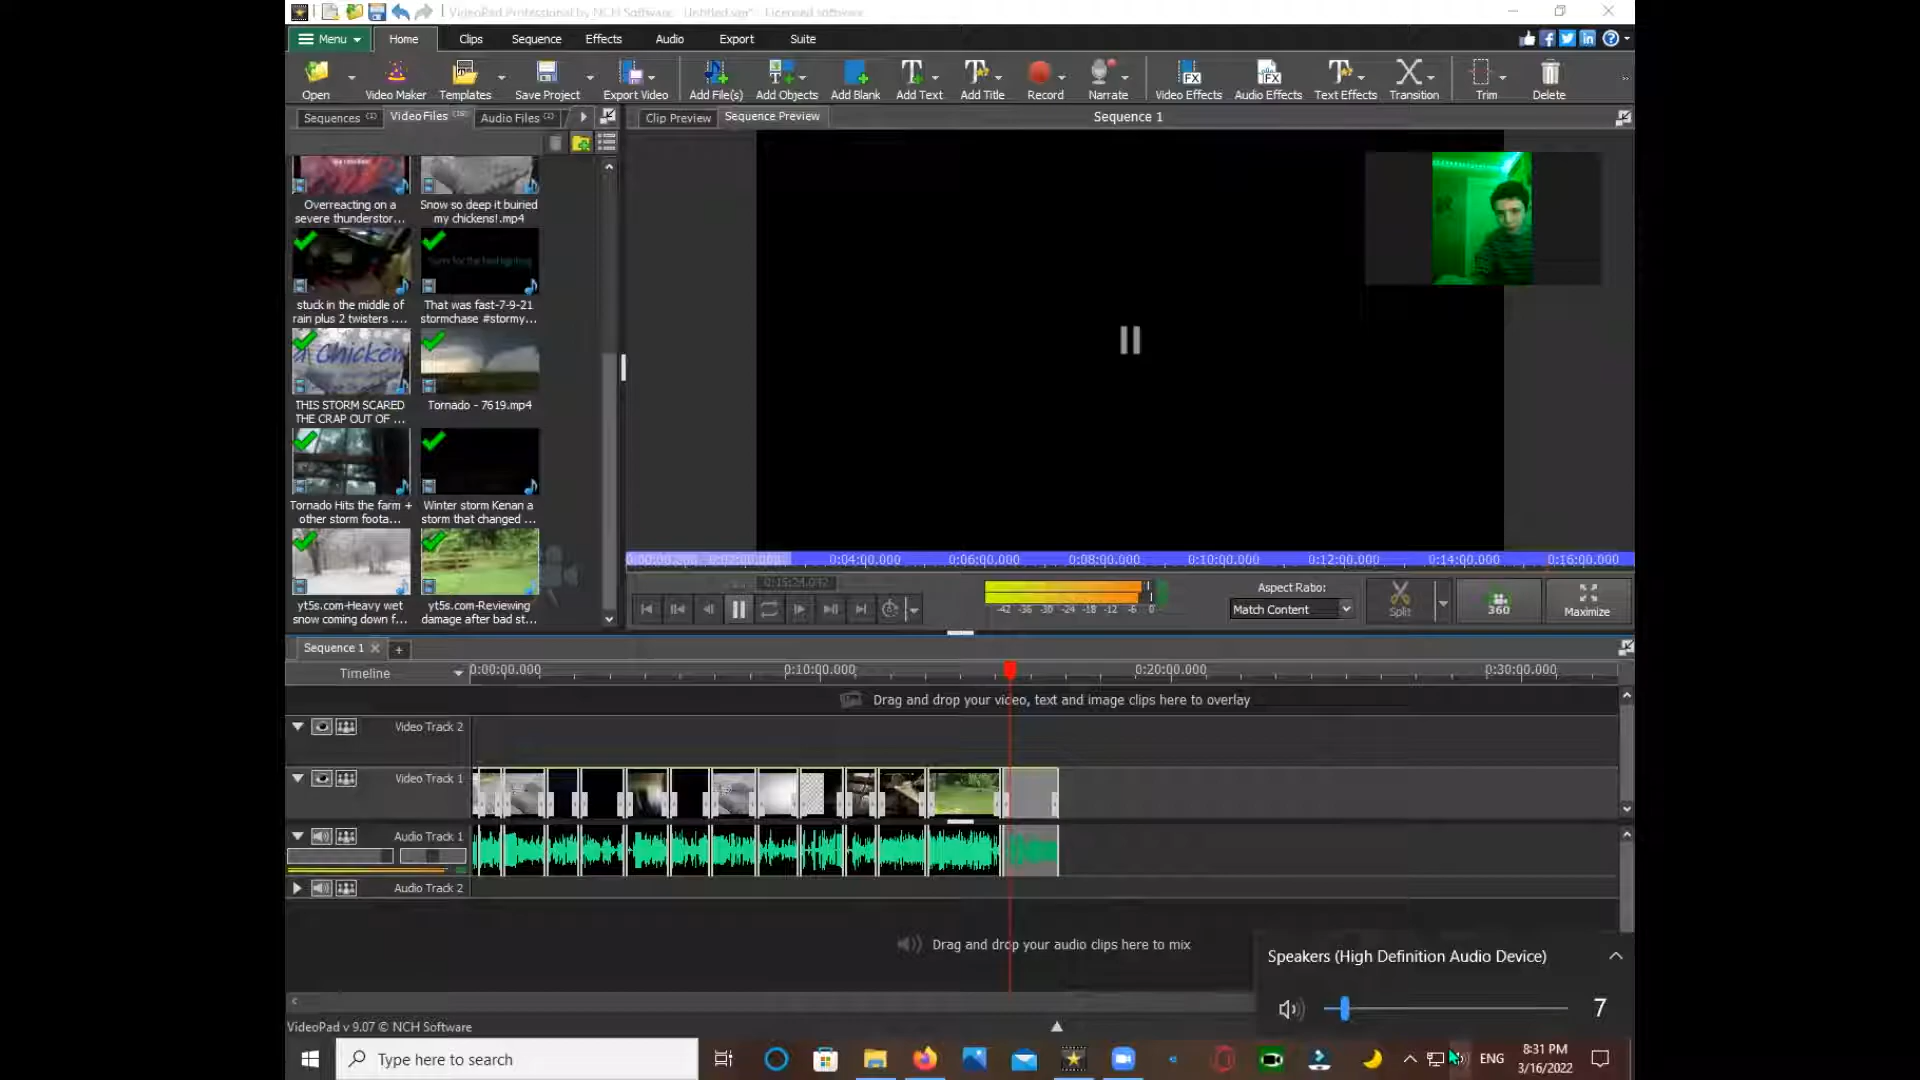 VideoPad Professional by NCH Software - Untitled.vpj* - Licensed software
Menu Home Clips Sequence Effects Audio Export Suite
Open Video Maker Templates Save Project Export Video Add File(s) Add Objects Add Blank Add Text Add Title Record Narrate Video Effects Audio Effects Text Effects Transition Trim Delete
Sequences Video Files Audio Files
Clip Preview Sequence Preview Sequence 1
Overreacting on a
severe thunderstor...
Snow so deep it buiried
my chickens!.mp4
stuck in the middle of
rain plus 2 twisters ....
That was fast-7-9-21
stormchase #stormy...
a Chicken
THIS STORM SCARED
THE CRAP OUT OF ...
Tornado - 7619.mp4
Tornado Hits the farm +
other storm foota...
Winter storm Kenan a
storm that changed ...
yt5s.com-Heavy wet
snow coming down f...
yt5s.com-Reviewing
damage after bad st...
0:00:00.000 0:02:00.000 0:04:00.000 0:06:00.000 0:08:00.000 0:10:00.000 0:12:00.000 0:14:00.000 0:16:00.000
-42 -36 -30 -24 -18 -12 -6 0
Aspect Ratio:
Match Content
Split
360
Maximize
Sequence 1
Timeline
0:00:00.000 0:10:00.000 0:20:00.000 0:30:00.000
Drag and drop your video, text and image clips here to overlay
Video Track 2
Video Track 1
Audio Track 1
Audio Track 2
Drag and drop your audio clips here to mix
Speakers (High Definition Audio Device)
7
VideoPad v 9.07 © NCH Software
Type here to search
ENG
8:31 PM
3/16/2022